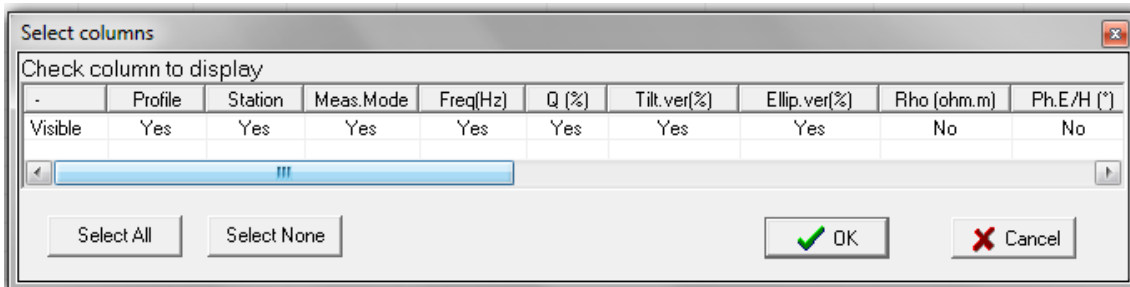 Select columns
Check column to display
- Profile Station Meas.Mode Freq(Hz) Q (%) Tilt.ver(%) Ellip.ver(%) Rho (ohm.m) Ph.E/H (°)
Visible Yes Yes Yes Yes Yes Yes Yes No No
Select All Select None OK Cancel